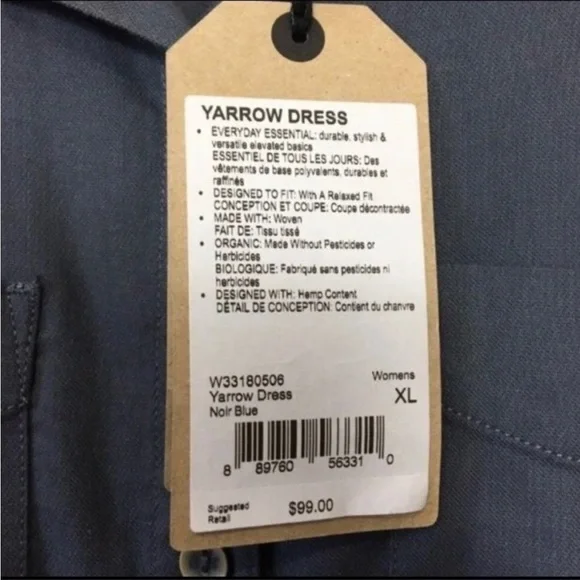 YARROW DRESS
• EVERYDAY ESSENTIAL: durable, stylish &
versatile elevated basics
ESSENTIEL DE TOUS LES JOURS: Des
vêtements de base polyvalents, durables et
raffinés
• DESIGNED TO FIT: With A Relaxed Fit
CONCEPTION ET COUPE: Coupe décontractée
• MADE WITH: Woven
FAIT DE: Tissu tissé
• ORGANIC: Made Without Pesticides or
Herbicides
BIOLOGIQUE: Fabriqué sans pesticides ni
herbicides
• DESIGNED WITH: Hemp Content
DÉTAIL DE CONCEPTION: Contient du chanvre
W33180506 Womens
Yarrow Dress XL
Noir Blue
8 89760 56331 0
Suggested
Retail $99.00